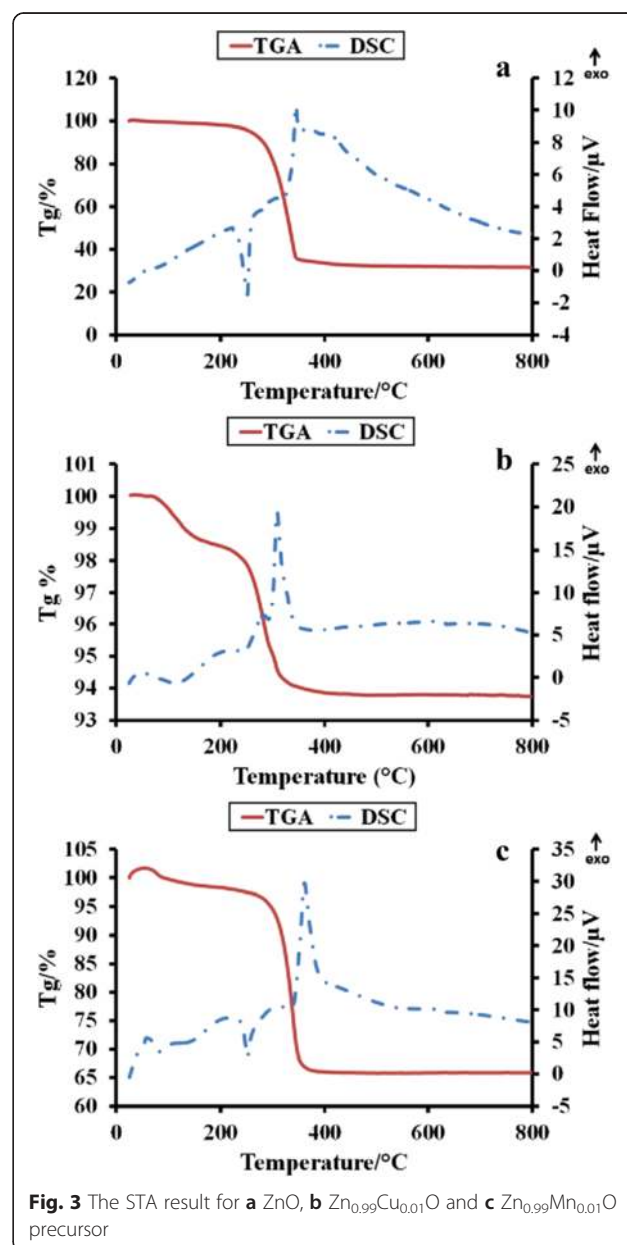 TGA DSC
a
exo
120
100
80
60
40
20
0
Tg/%
12
10
8
6
4
2
0
-2
-4
Heat Flow/µV
0 200 400 600 800
Temperature/°C
TGA DSC
b
exo
101
100
99
98
97
96
95
94
93
Tg %
25
20
15
10
5
0
-5
Heat flow/µV
0 200 400 600 800
Temperature (°C)
TGA DSC
c
exo
105
100
95
90
85
80
75
70
65
60
Tg/%
35
30
25
20
15
10
5
0
-5
Heat flow/µV
0 200 400 600 800
Temperature/°C
Fig. 3 The STA result for a ZnO, b Zn0.99Cu0.01O and c Zn0.99Mn0.01O
precursor